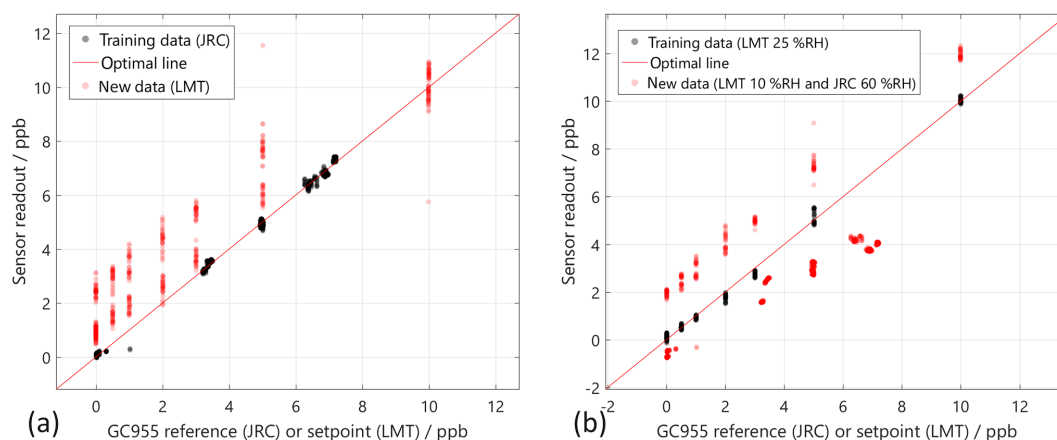 Training data (JRC)
Optimal line
New data (LMT)
Sensor readout / ppb
12
10
8
6
4
2
0
0 2 4 6 8 10 12
GC955 reference (JRC) or setpoint (LMT) / ppb
(a)
Training data (LMT 25 %RH)
Optimal line
New data (LMT 10 %RH and JRC 60 %RH)
Sensor readout / ppb
12
10
8
6
4
2
0
-2
-2 0 2 4 6 8 10 12
GC955 reference (JRC) or setpoint (LMT) / ppb
(b)